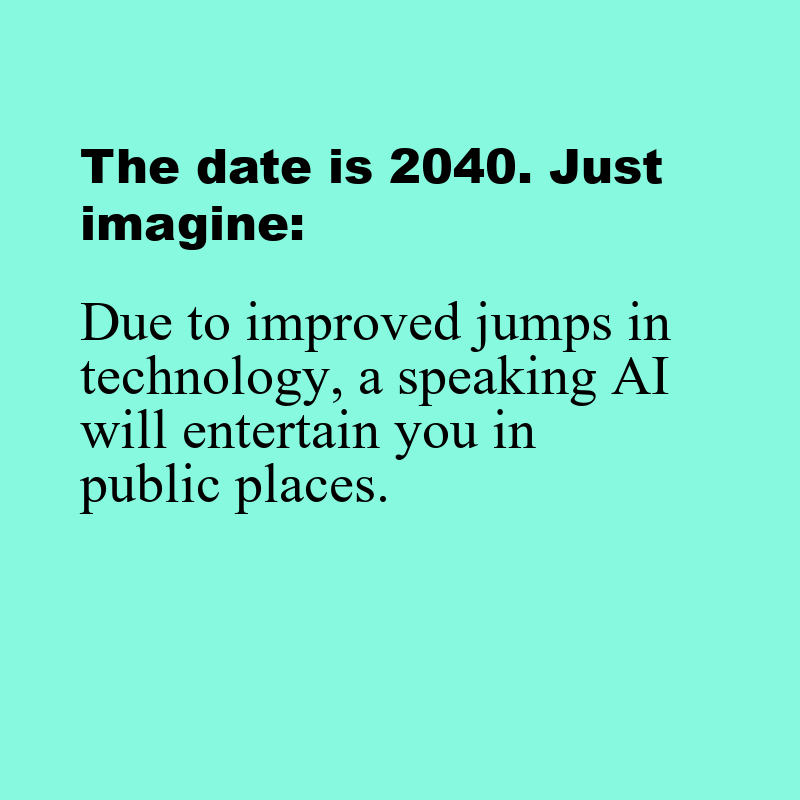 The date is 2040. Just
imagine:
Due to improved jumps in
technology, a speaking AI
will entertain you in
public places.